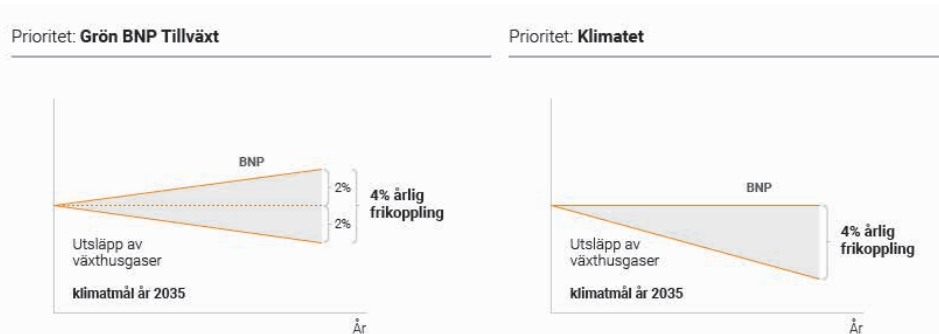 Prioritet: Grön BNP Tillväxt
BNP
2%
2%
4% årlig
frikoppling
Utsläpp av
växthusgaser
klimatmål år 2035
År
Prioritet: Klimatet
BNP
4% årlig
frikoppling
Utsläpp av
växthusgaser
klimatmål år 2035
År